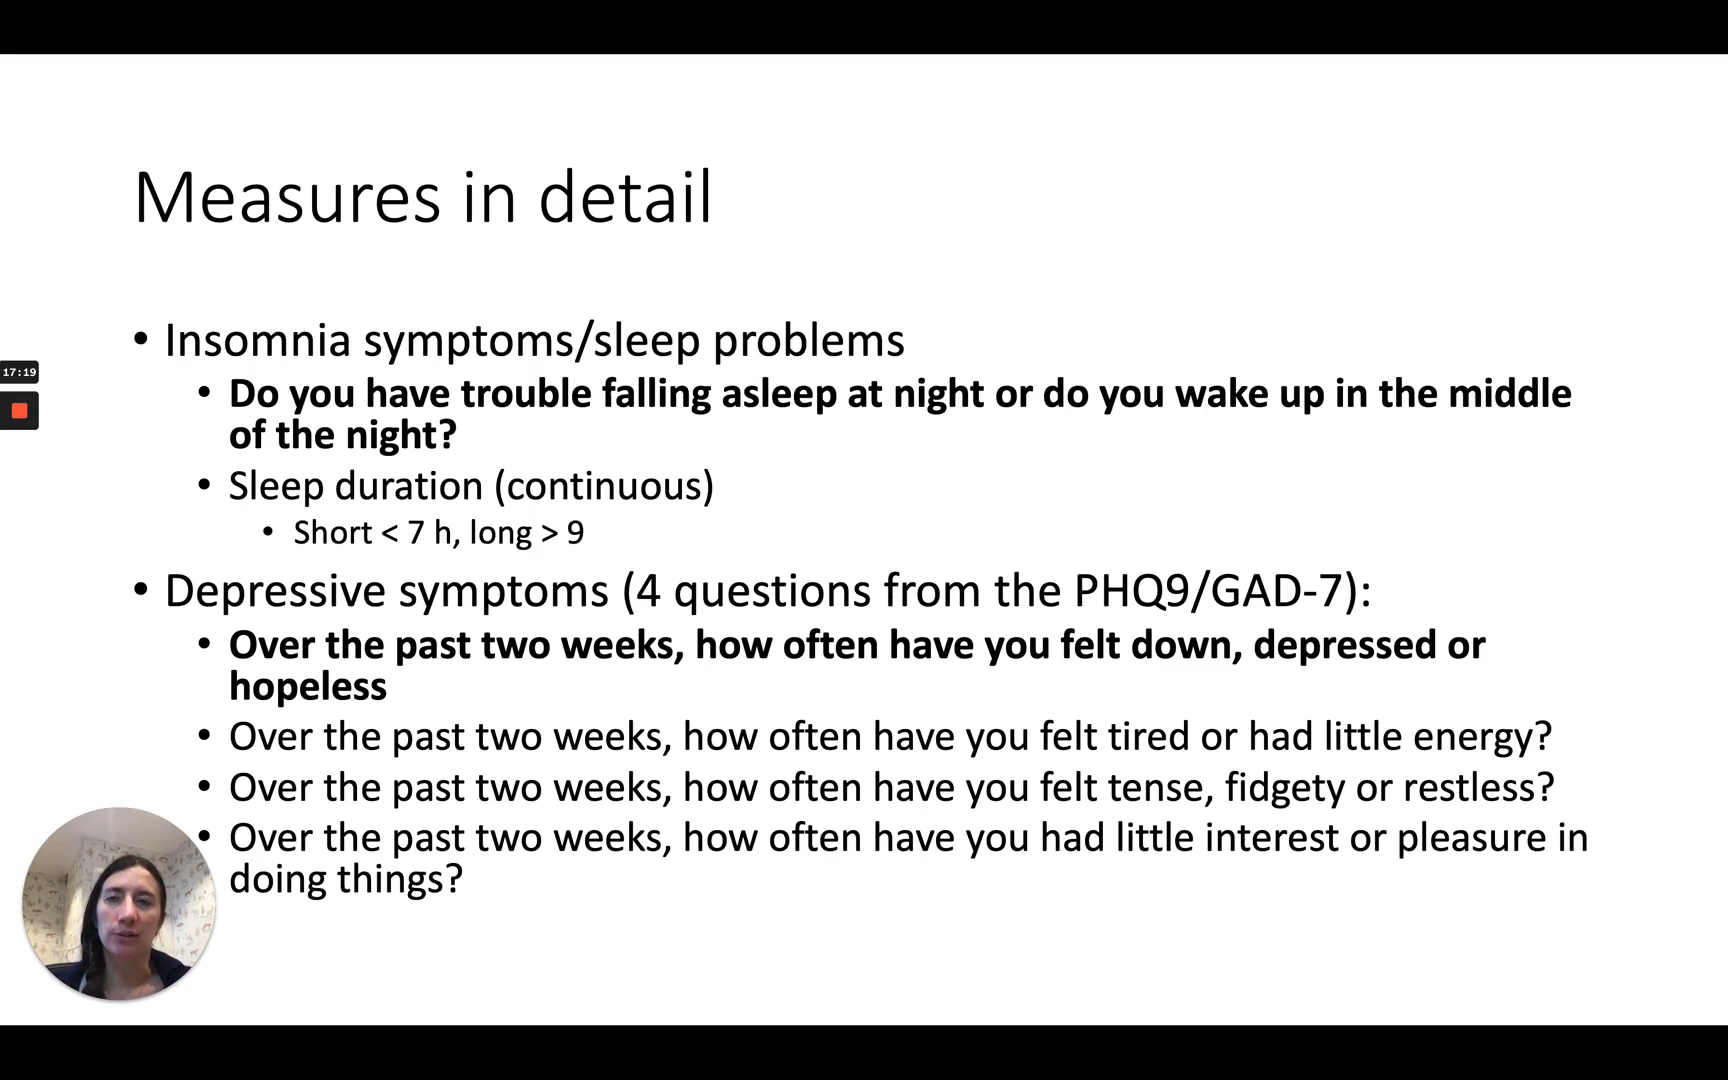 Measures in detail
• Insomnia symptoms/sleep problems
• Do you have trouble falling asleep at night or do you wake up in the middle
of the night?
17:19
• Sleep duration (continuous)
• Short < 7 h, long > 9
• Depressive symptoms (4 questions from the PHQ9/GAD-7):
• Over the past two weeks, how often have you felt down, depressed or
hopeless
• Over the past two weeks, how often have you felt tired or had little energy?
• Over the past two weeks, how often have you felt tense, fidgety or restless?
• Over the past two weeks, how often have you had little interest or pleasure in
doing things?